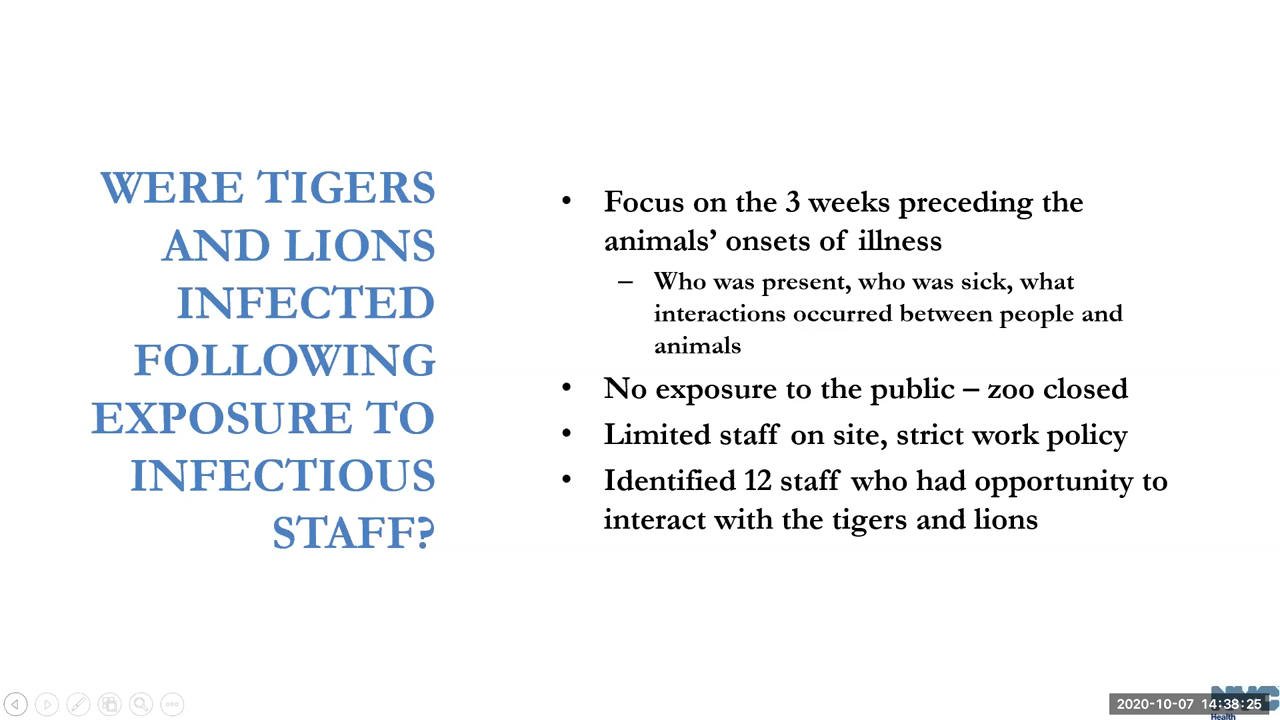 WERE TIGERS
AND LIONS
INFECTED
FOLLOWING
EXPOSURE TO
INFECTIOUS
STAFF?
• Focus on the 3 weeks preceding the
animals’ onsets of illness
– Who was present, who was sick, what
interactions occurred between people and
animals
• No exposure to the public – zoo closed
• Limited staff on site, strict work policy
• Identified 12 staff who had opportunity to
interact with the tigers and lions
2020-10-07 14:38:25
NYC
Health